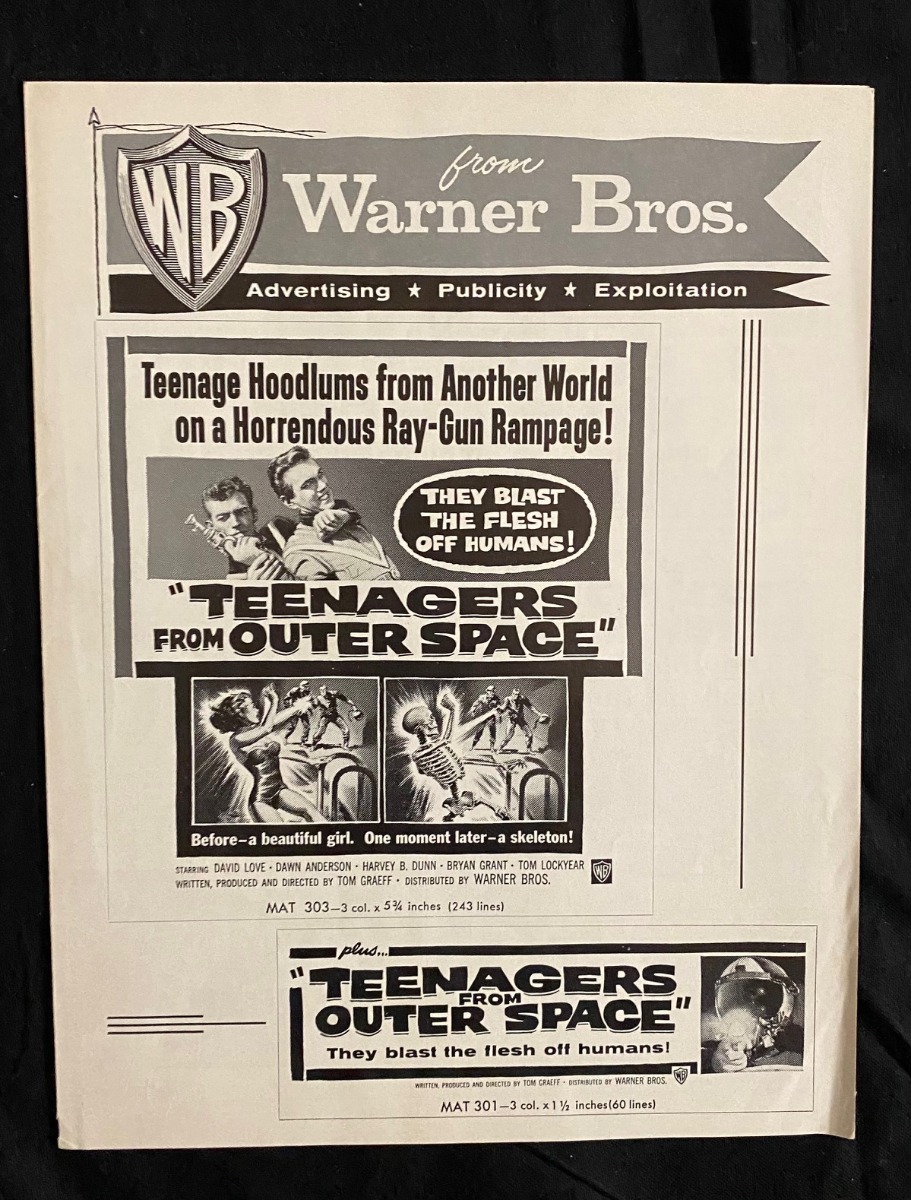 WB
from
Warner Bros.
Advertising ★ Publicity ★ Exploitation
Teenage Hoodlums from Another World
on a Horrendous Ray-Gun Rampage!
THEY BLAST
THE FLESH
OFF HUMANS!
"TEENAGERS
FROM OUTER SPACE"
Before–a beautiful girl. One moment later–a skeleton!
STARRING DAVID LOVE • DAWN ANDERSON • HARVEY B. DUNN • BRYAN GRANT • TOM LOCKYEAR
WRITTEN, PRODUCED AND DIRECTED BY TOM GRAEFF • DISTRIBUTED BY WARNER BROS.
WB
MAT 303–3 col. x 5¾ inches (243 lines)
plus...
"TEENAGERS
FROM
OUTER SPACE"
They blast the flesh off humans!
WRITTEN, PRODUCED AND DIRECTED BY TOM GRAEFF • DISTRIBUTED BY WARNER BROS.
WB
MAT 301–3 col. x 1½ inches(60 lines)